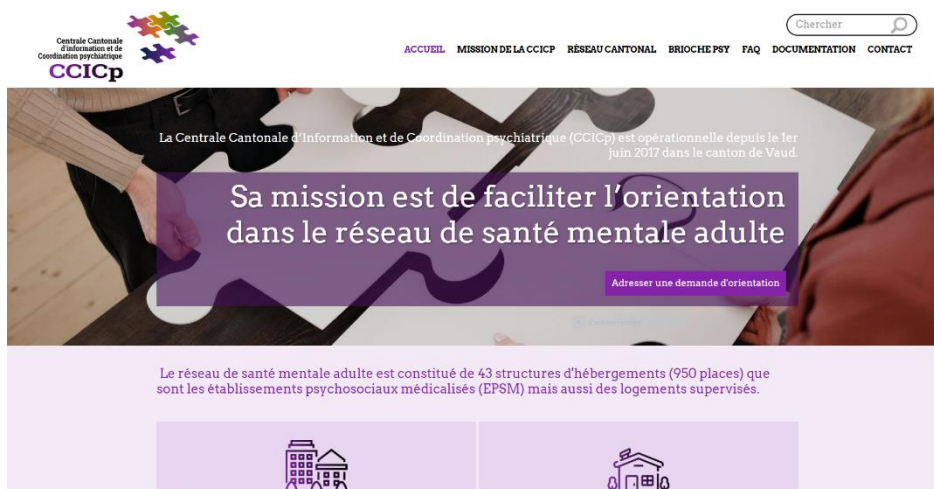 Centrale Cantonale
d'information et de
Coordination psychiatrique
CCICp
Chercher
ACCUEIL MISSION DE LA CCICP RÉSEAU CANTONAL BRIOCHE PSY FAQ DOCUMENTATION CONTACT
La Centrale Cantonale d'Information et de Coordination psychiatrique (CCICp) est opérationnelle depuis le 1er
juin 2017 dans le canton de Vaud.
Sa mission est de faciliter l'orientation
dans le réseau de santé mentale adulte
Adresser une demande d'orientation
Le réseau de santé mentale adulte est constitué de 43 structures d'hébergements (950 places) que
sont les établissements psychosociaux médicalisés (EPSM) mais aussi des logements supervisés.